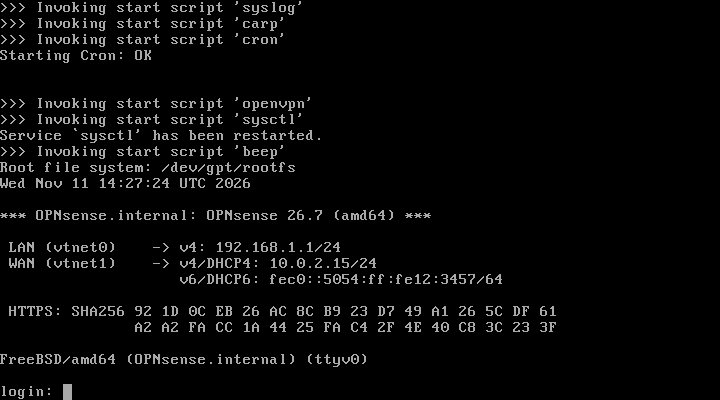 >>> Invoking start script 'syslog'
>>> Invoking start script 'carp'
>>> Invoking start script 'cron'
Starting Cron: OK
>>> Invoking start script 'openvpn'
>>> Invoking start script 'sysctl'
Service `sysctl' has been restarted.
>>> Invoking start script 'beep'
Root file system: /dev/gpt/rootfs
Wed Nov 11 14:27:24 UTC 2026
*** OPNsense.internal: OPNsense 26.7 (amd64) ***
LAN (vtnet0)    -> v4: 192.168.1.1/24
WAN (vtnet1)    -> v4/DHCP4: 10.0.2.15/24
v6/DHCP6: fec0::5054:ff:fe12:3457/64
HTTPS: SHA256 92 1D 0C EB 26 AC 8C B9 23 D7 49 A1 26 5C DF 61
A2 A2 FA CC 1A 44 25 FA C4 2F 4E 40 C8 3C 23 3F
FreeBSD/amd64 (OPNsense.internal) (ttyv0)
login: